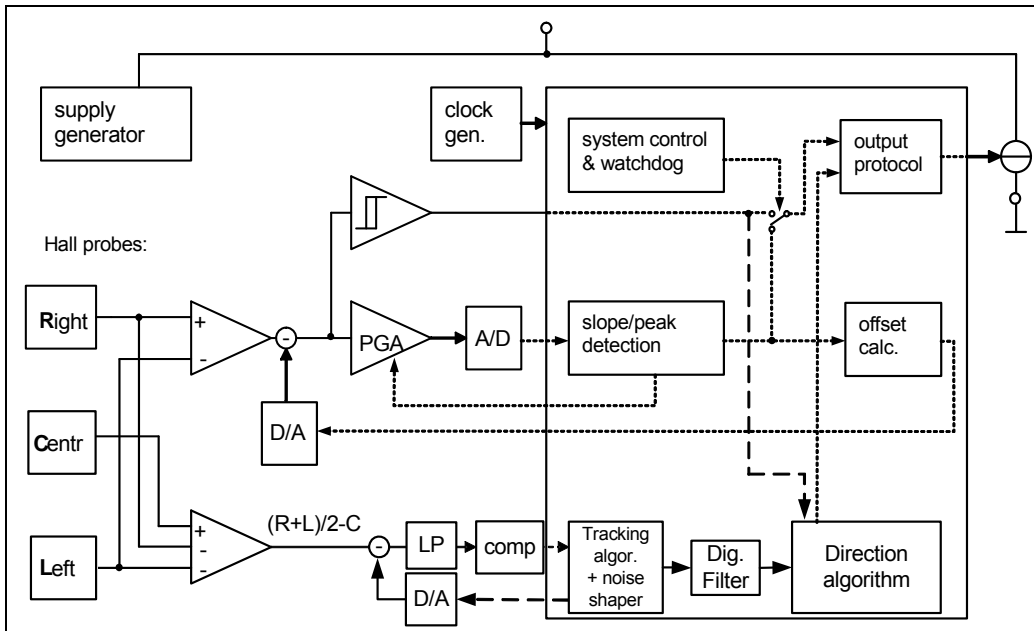 supply
generator
clock
gen.
system control
& watchdog
output
protocol
Hall probes:
Right
+
-
-
PGA
A/D
slope/peak
detection
offset
calc.
D/A
Centr
Left
+
-
-
(R+L)/2-C
-
LP
comp
D/A
Tracking
algor.
+ noise
shaper
Dig.
Filter
Direction
algorithm